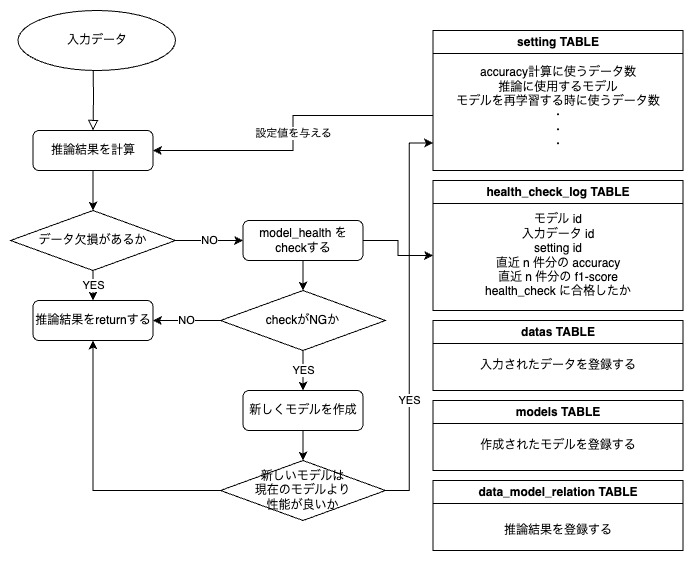 入力データ
推論結果を計算
データ欠損があるか
NO
YES
model_health を
checkする
推論結果をreturnする
NO
checkがNGか
YES
新しくモデルを作成
新しいモデルは
現在のモデルより
性能が良いか
YES
設定値を与える
setting TABLE
accuracy計算に使うデータ数
推論に使用するモデル
モデルを再学習する時に使うデータ数
・
・
・
health_check_log TABLE
モデル id
入力データ id
setting id
直近 n 件分の accuracy
直近 n 件分の f1-score
health_check に合格したか
datas TABLE
入力されたデータを登録する
models TABLE
作成されたモデルを登録する
data_model_relation TABLE
推論結果を登録する